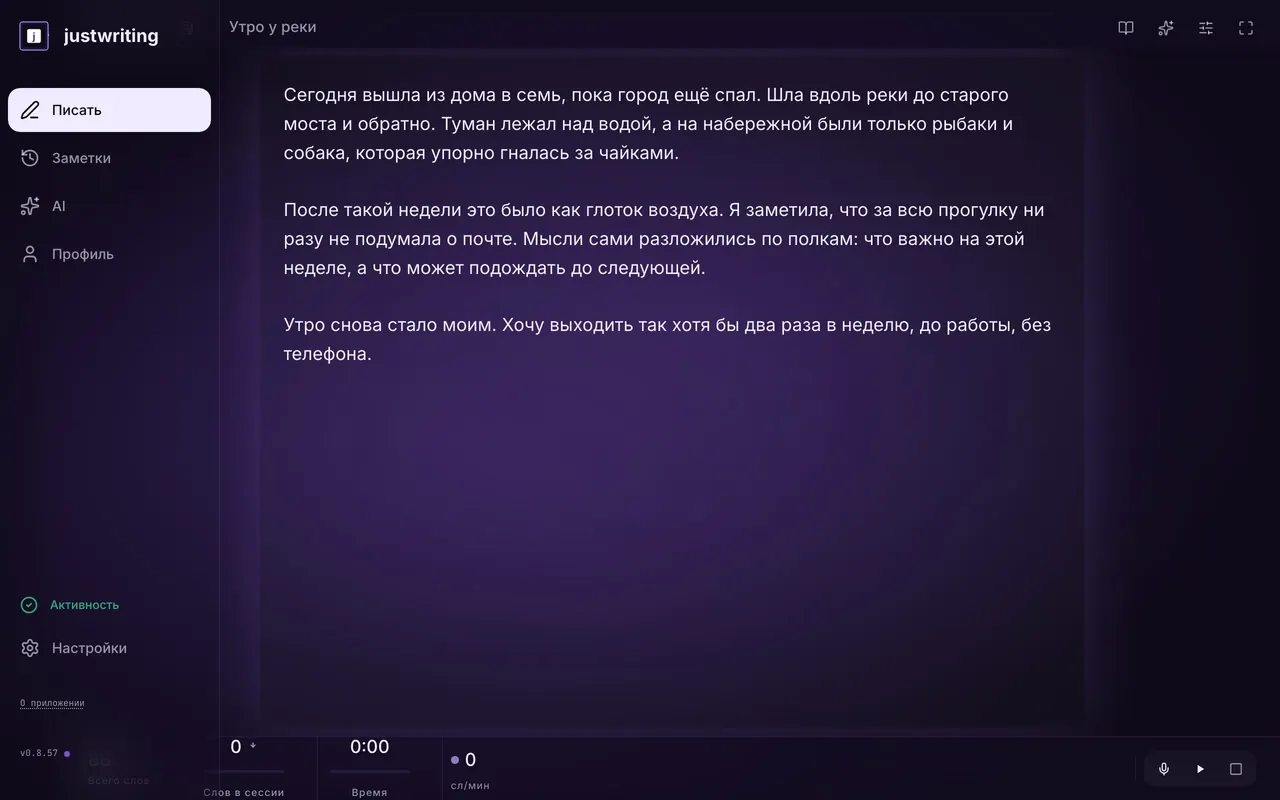 justwriting
Утро у реки
Писать
Заметки
AI
Профиль
Сегодня вышла из дома в семь, пока город ещё спал. Шла вдоль реки до старого
моста и обратно. Туман лежал над водой, а на набережной были только рыбаки и
собака, которая упорно гналась за чайками.
После такой недели это было как глоток воздуха. Я заметила, что за всю прогулку ни
разу не подумала о почте. Мысли сами разложились по полкам: что важно на этой
неделе, а что может подождать до следующей.
Утро снова стало моим. Хочу выходить так хотя бы два раза в неделю, до работы, без
телефона.
Активность
Настройки
О приложении
v0.8.57
Всего слов
0
Слов в сессии
0:00
Время
0
сл/мин